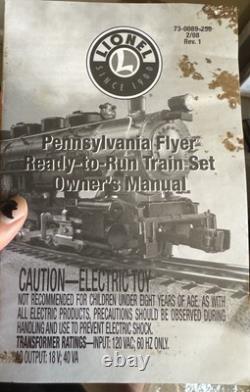 73-0089-250
2/08
Rev. 1
LIONEL
L
SINCE 1900
Pennsylvania Flyer
Ready-to-Run Train Set
Owner's Manual
CAUTION—ELECTRIC TOY
NOT RECOMMENDED FOR CHILDREN UNDER EIGHT YEARS OF AGE. AS WITH
ALL ELECTRIC PRODUCTS, PRECAUTIONS SHOULD BE OBSERVED DURING
HANDLING AND USE TO PREVENT ELECTRIC SHOCK.
TRANSFORMER RATINGS—INPUT: 120 VAC; 60 HZ ONLY.
OUTPUT: 18 V; 40 VA